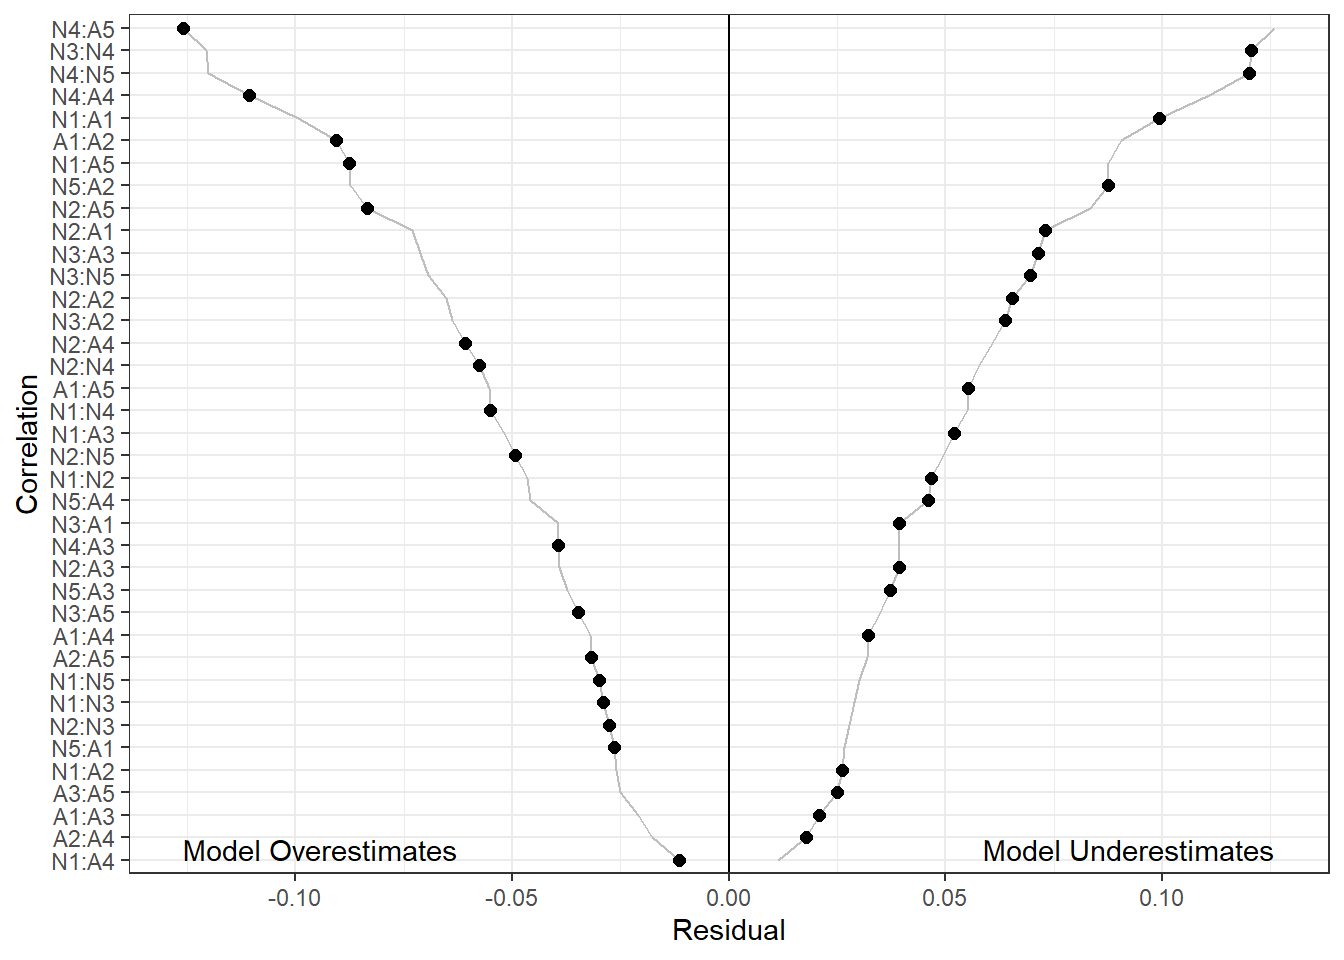 N4:A5
N3:N4
N4:N5
N4:A4
N1:A1
A1:A2
N1:A5
N5:A2
N2:A5
N2:A1
N3:A3
N3:N5
N2:A2
N3:A2
N2:A4
N2:N4
A1:A5
N1:N4
N1:A3
N2:N5
N1:N2
N5:A4
N3:A1
N4:A3
N2:A3
N5:A3
N3:A5
A1:A4
A2:A5
N1:N5
N1:N3
N2:N3
N5:A1
N1:A2
A3:A5
A1:A3
A2:A4
N1:A4
Correlation
Model Overestimates
Model Underestimates
-0.10 -0.05 0.00 0.05 0.10
Residual